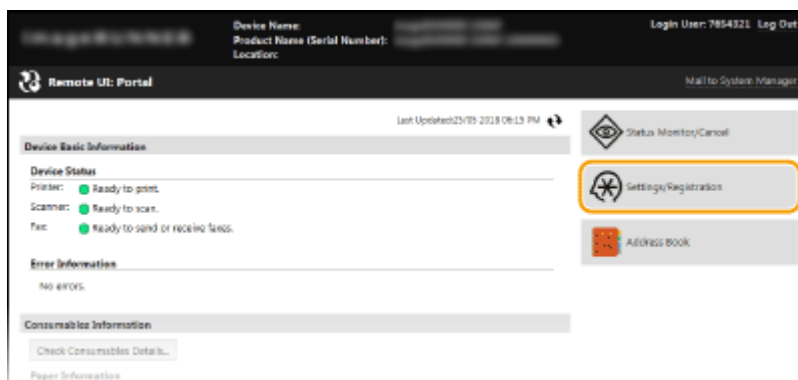 Device Name:
Product Name (Serial Number):
Location:
Login User: 7654321 Log Out
Remote UI: Portal
Mail to System Manager
Last Updated:25/05 2018 06:15 PM
Device Basic Information
Device Status
Printer: Ready to print.
Scanner: Ready to scan.
Fax: Ready to send or receive faxes.
Error Information
No errors.
Consumables Information
Check Consumables Details...
Paper Information
Status Monitor/Cancel
Settings/Registration
Address Book